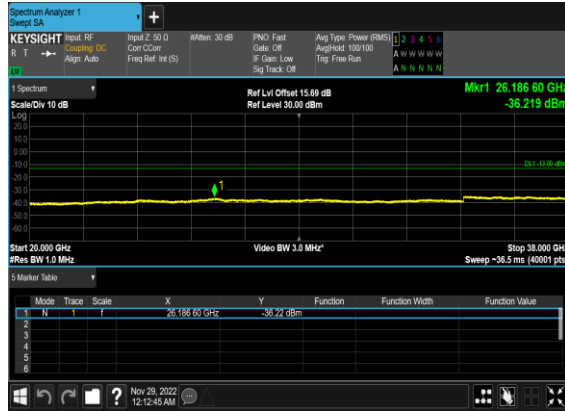 Spectrum Analyzer 1
Swept SA
+
KEYSIGHT
R T
LXI
Input: RF
Coupling: DC
Align: Auto
Input Z: 50 Ω
Corr CCorr
Freq Ref: Int (S)
#Atten: 30 dB
PNO: Fast
Gate: Off
IF Gain: Low
Sig Track: Off
Avg Type: Power (RMS)
Avg|Hold: 100/100
Trig: Free Run
1 2 3 4 5 6
A W W W W W
A N N N N N
1 Spectrum
Scale/Div 10 dB
Log
Ref Lvl Offset 15.69 dB
Ref Level 30.00 dBm
Mkr1 26.186 60 GHz
-36.219 dBm
20.0
10.0
0.00
-10.0
-20.0
-30.0
-40.0
-50.0
-60.0
DL1 -13.00 dBm
1
Start 20.000 GHz
#Res BW 1.0 MHz
Video BW 3.0 MHz*
Stop 38.000 GHz
Sweep ~36.5 ms (40001 pts)
5 Marker Table
Mode Trace Scale X Y Function Function Width Function Value
1 N 1 f 26.186 60 GHz -36.22 dBm
2
3
4
5
6
?
Nov 29, 2022
12:12:45 AM